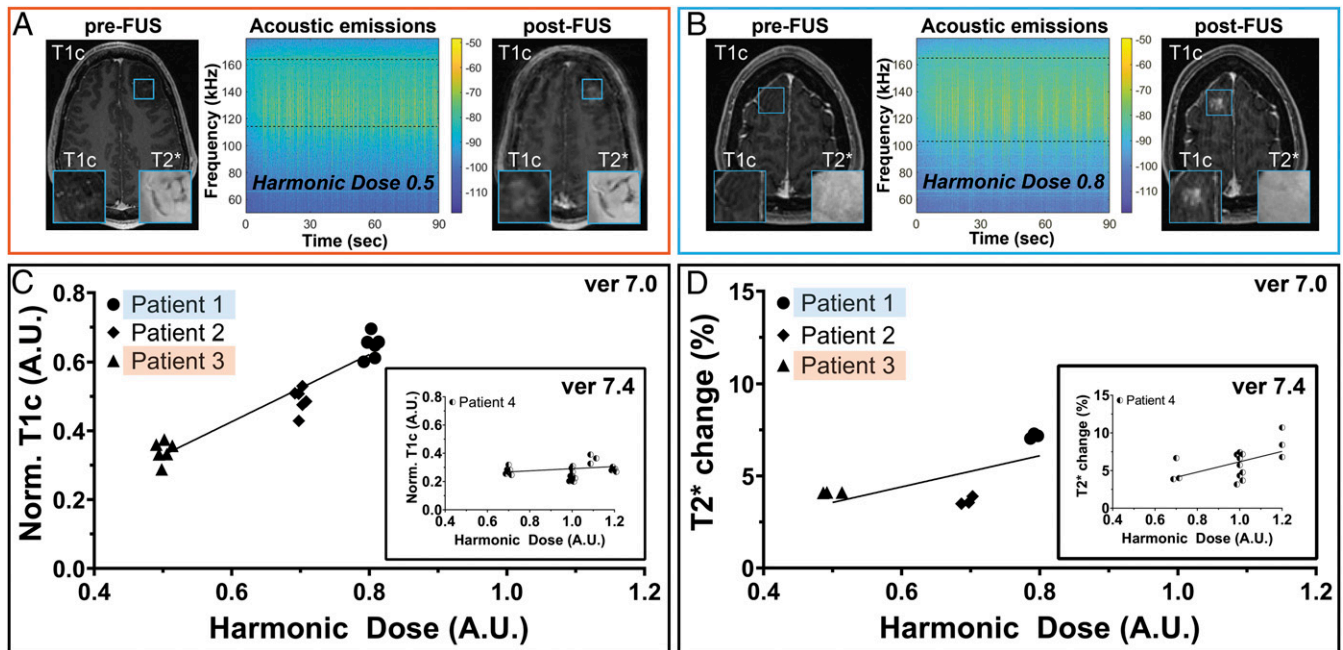 A
pre-FUS
Acoustic emissions
post-FUS
T1c
T1c
T1c
T2*
T1c
T2*
Frequency (kHz)
160
140
120
100
80
60
Harmonic Dose 0.5
0
30
60
90
Time (sec)
-50
-60
-70
-80
-90
-100
-110
B
pre-FUS
Acoustic emissions
post-FUS
T1c
T1c
T1c
T2*
T1c
T2*
Frequency (kHz)
160
140
120
100
80
60
Harmonic Dose 0.8
0
30
60
90
Time (sec)
-50
-60
-70
-80
-90
-100
-110
C
ver 7.0
Patient 1
Patient 2
Patient 3
Norm. T1c (A.U.)
0.8
0.6
0.4
0.2
0.0
0.4
0.6
0.8
1.0
1.2
Harmonic Dose (A.U.)
ver 7.4
Patient 4
Norm. T1c (A.U.)
0.8
0.6
0.4
0.2
0.0
0.4
0.6
0.8
1.0
1.2
Harmonic Dose (A.U.)
D
ver 7.0
Patient 1
Patient 2
Patient 3
T2* change (%)
15
10
5
0
0.4
0.6
0.8
1.0
1.2
Harmonic Dose (A.U.)
ver 7.4
Patient 4
T2* change (%)
15
10
5
0
0.4
0.6
0.8
1.0
1.2
Harmonic Dose (A.U.)